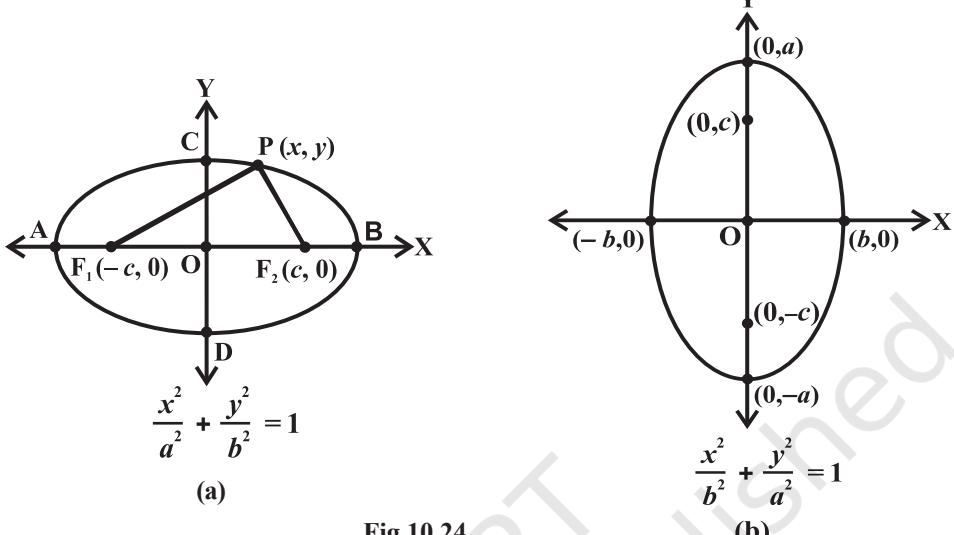 Y
C
P (x, y)
A
B
X
F₁(– c, 0)
O
F₂(c, 0)
D
x²/a² + y²/b² = 1
(a)
Y
(0,a)
(0,c)
X
(– b,0)
O
(b,0)
(0,–c)
(0,–a)
x²/b² + y²/a² = 1
(b)
Fig 10.24